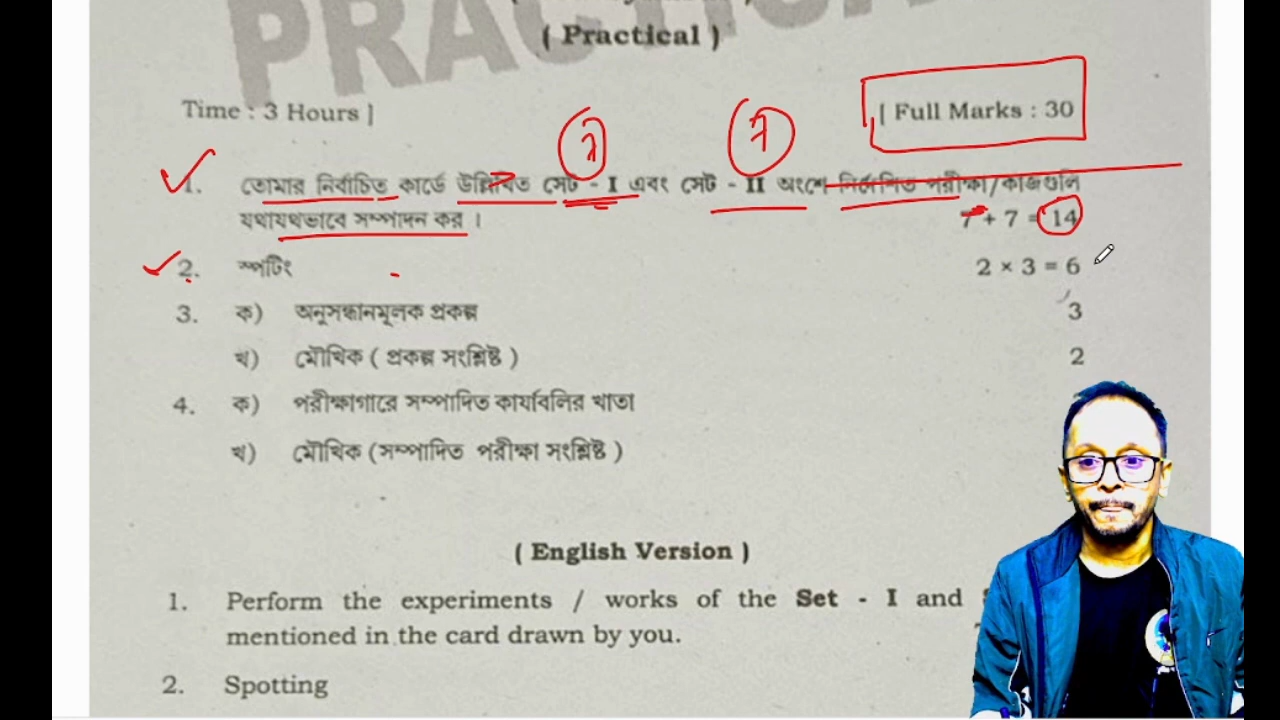 PRACTICAL
( Practical )
Time : 3 Hours ]
[ Full Marks : 30
7
7
1. তোমার নির্বাচিত কার্ডে উল্লিখিত সেট - I এবং সেট - II অংশে নির্দেশিত পরীক্ষা/কাজগুলি
যথাযথভাবে সম্পাদন কর ।
7 + 7 = 14
2. স্পটিং
2 × 3 = 6
3. ক) অনুসন্ধানমূলক প্রকল্প
3
খ) মৌখিক ( প্রকল্প সংশ্লিষ্ট )
2
4. ক) পরীক্ষাগারে সম্পাদিত কার্যাবলির খাতা
খ) মৌখিক (সম্পাদিত পরীক্ষা সংশ্লিষ্ট )
( English Version )
1. Perform the experiments / works of the Set - I and
mentioned in the card drawn by you.
2. Spotting